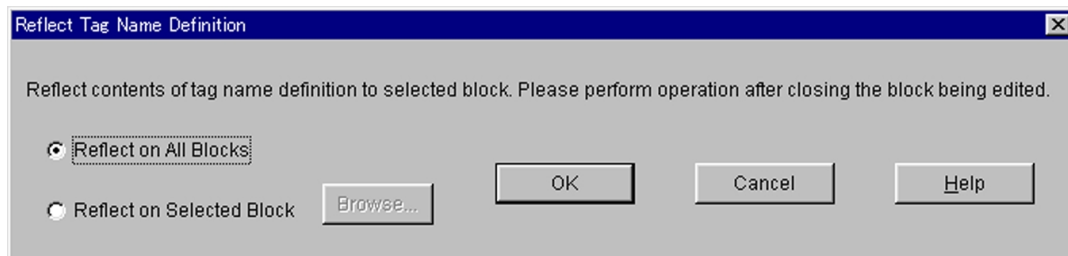 Reflect Tag Name Definition
Reflect contents of tag name definition to selected block. Please perform operation after closing the block being edited.
Reflect on All Blocks
OK Cancel Help
Reflect on Selected Block Browse...